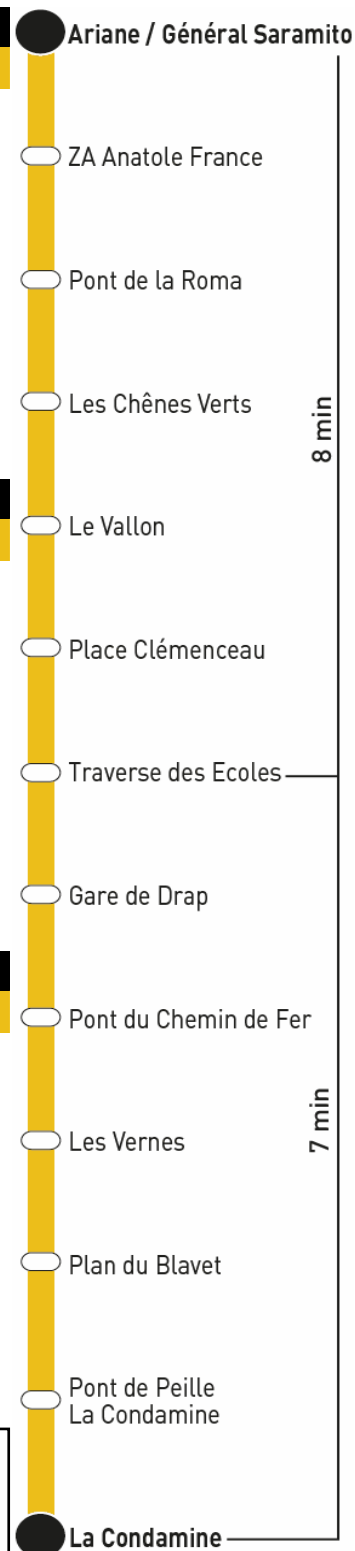 Ariane / Général Saramito
ZA Anatole France
Pont de la Roma
Les Chênes Verts
8 min
Le Vallon
Place Clémenceau
Traverse des Ecoles
Gare de Drap
Pont du Chemin de Fer
7 min
Les Vernes
Plan du Blavet
Pont de Peille
La Condamine
La Condamine